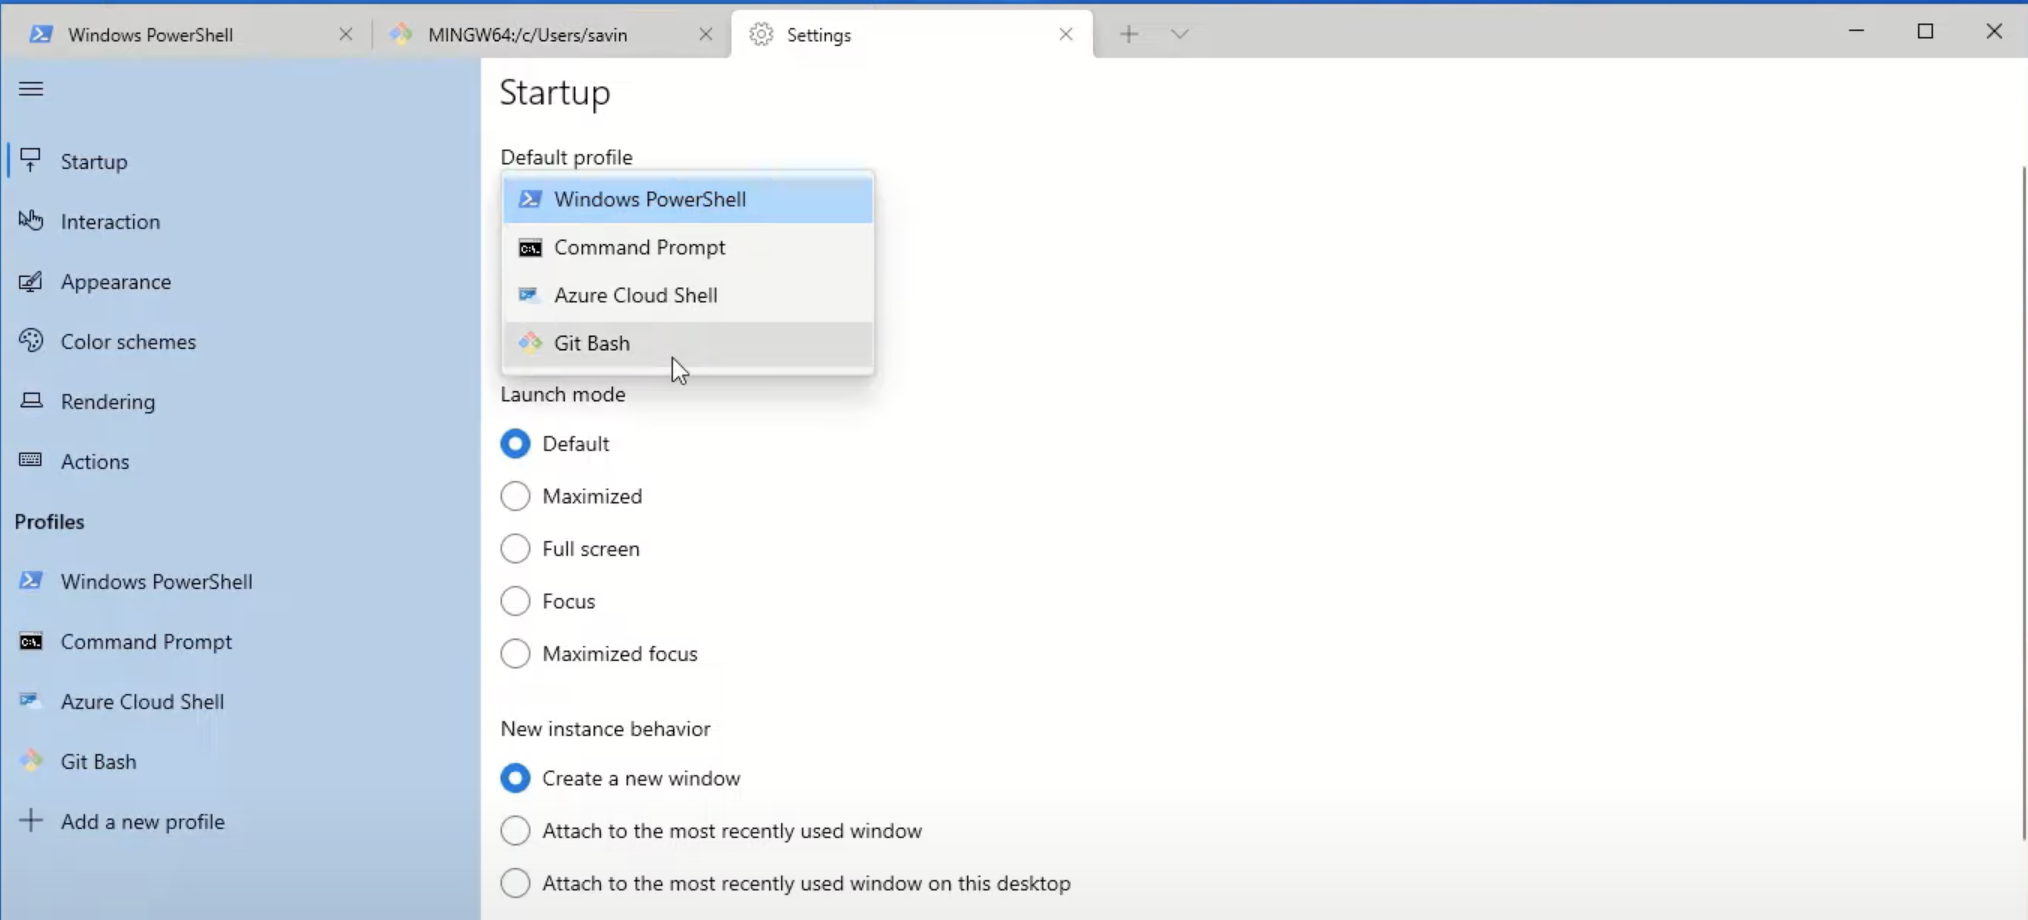 Windows PowerShell
MINGW64:/c/Users/savin
Settings
Startup
Interaction
Appearance
Color schemes
Rendering
Actions
Profiles
Windows PowerShell
Command Prompt
Azure Cloud Shell
Git Bash
Add a new profile
Startup
Default profile
Windows PowerShell
Command Prompt
Azure Cloud Shell
Git Bash
Launch mode
Default
Maximized
Full screen
Focus
Maximized focus
New instance behavior
Create a new window
Attach to the most recently used window
Attach to the most recently used window on this desktop